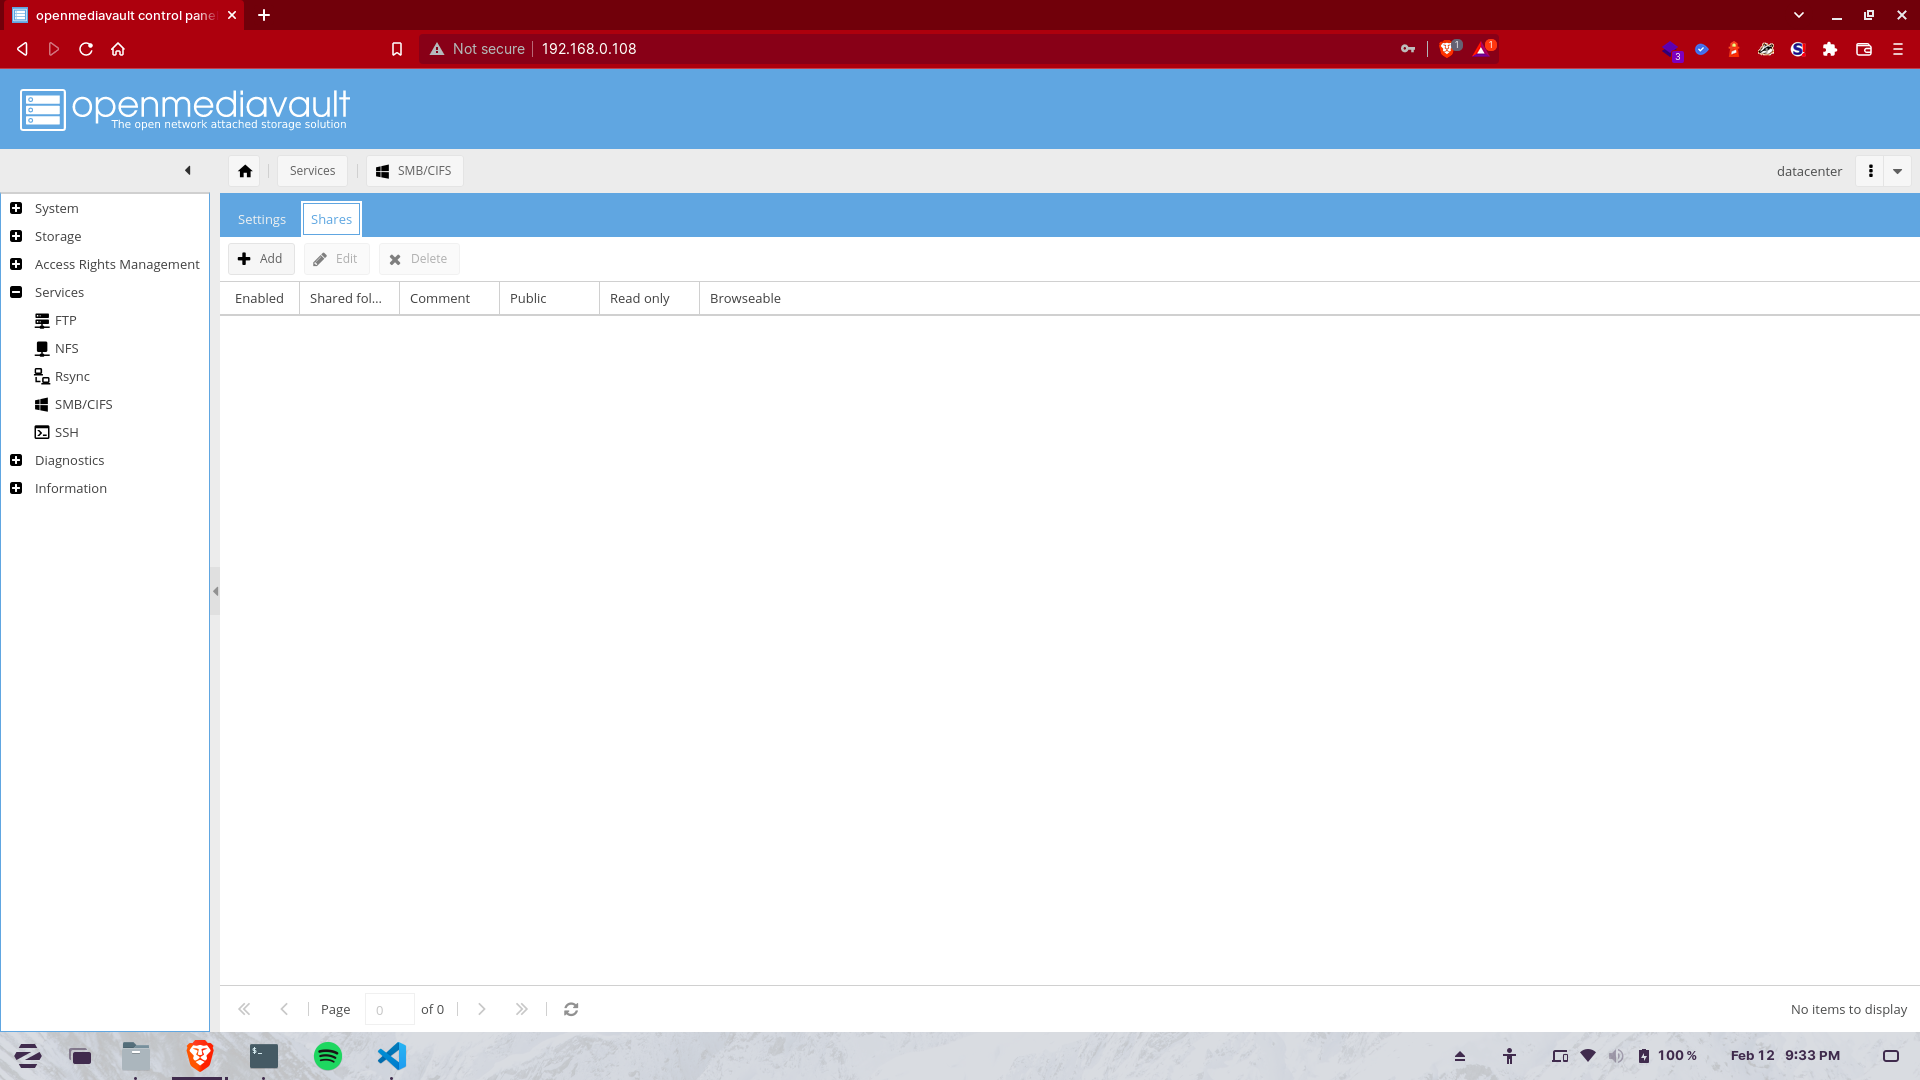 openmediavault control pane
Not secure 192.168.0.108
1
1
3
openmediavault
The open network attached storage solution
Services SMB/CIFS datacenter
System
Storage
Access Rights Management
Services
FTP
NFS
Rsync
SMB/CIFS
SSH
Diagnostics
Information
Settings Shares
Add Edit Delete
Enabled Shared fol... Comment Public Read only Browseable
Page 0 of 0 No items to display
$-
100 % Feb 12 9:33 PM